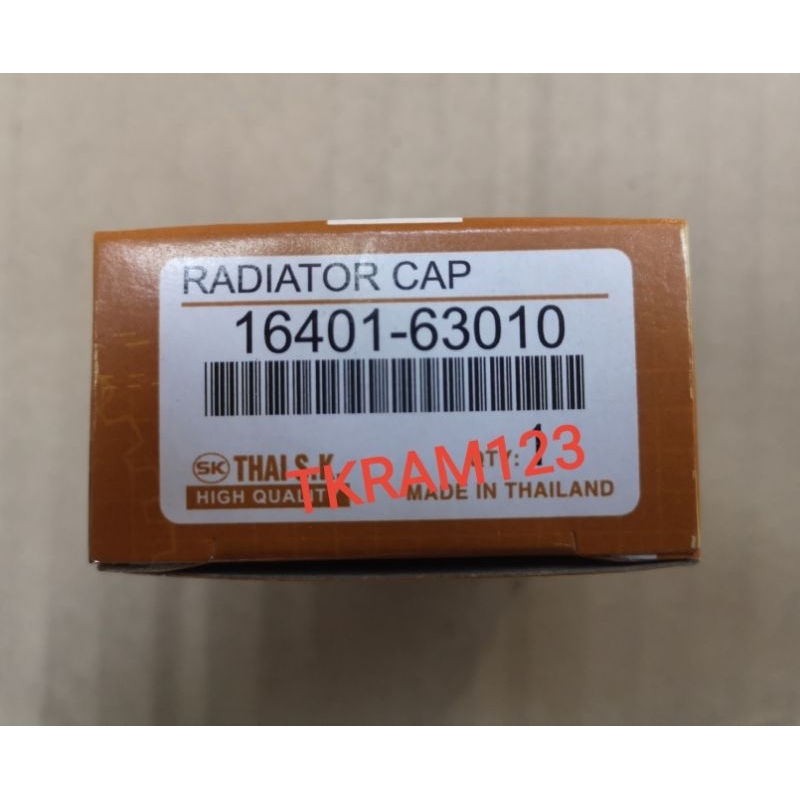 RADIATOR CAP
16401-63010
SK THAI S.K.
QTY: 1
HIGH QUALITY
MADE IN THAILAND
TKRAM123